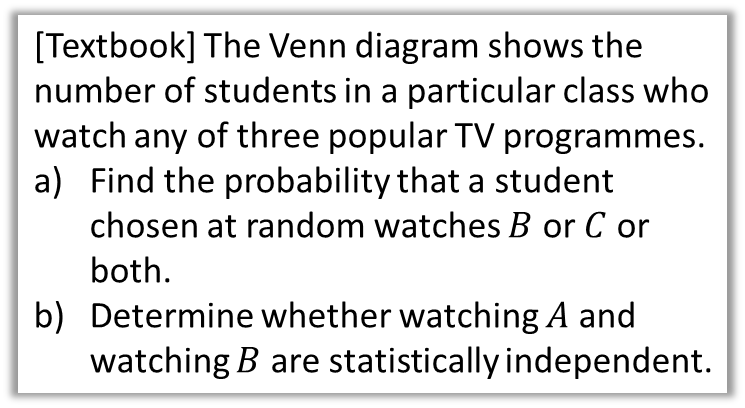 [Textbook] The Venn diagram shows the
number of students in a particular class who
watch any of three popular TV programmes.
a) Find the probability that a student
chosen at random watches B or C or
both.
b) Determine whether watching A and
watching B are statistically independent.